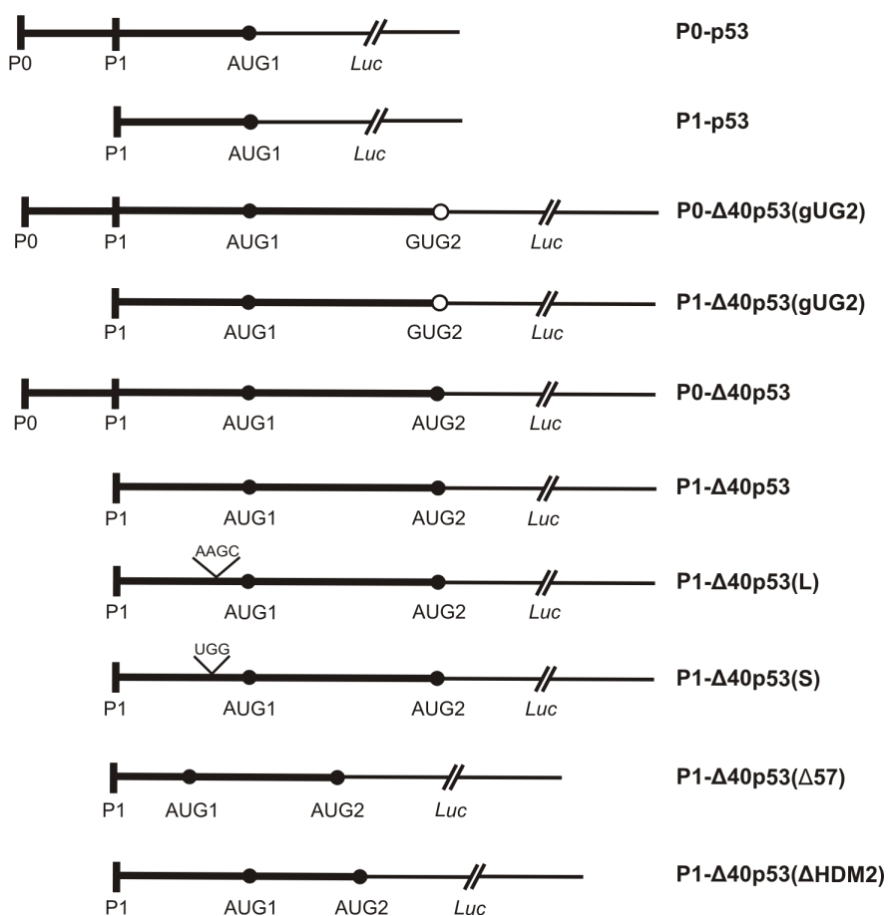 P0-p53
P0 P1 AUG1 Luc
P1-p53
P1 AUG1 Luc
P0-Δ40p53(gUG2)
P0 P1 AUG1 GUG2 Luc
P1-Δ40p53(gUG2)
P1 AUG1 GUG2 Luc
P0-Δ40p53
P0 P1 AUG1 AUG2 Luc
P1-Δ40p53
P1 AUG1 AUG2 Luc
AAGC
P1-Δ40p53(L)
P1 AUG1 AUG2 Luc
UGG
P1-Δ40p53(S)
P1 AUG1 AUG2 Luc
P1-Δ40p53(Δ57)
P1 AUG1 AUG2 Luc
P1-Δ40p53(ΔHDM2)
P1 AUG1 AUG2 Luc